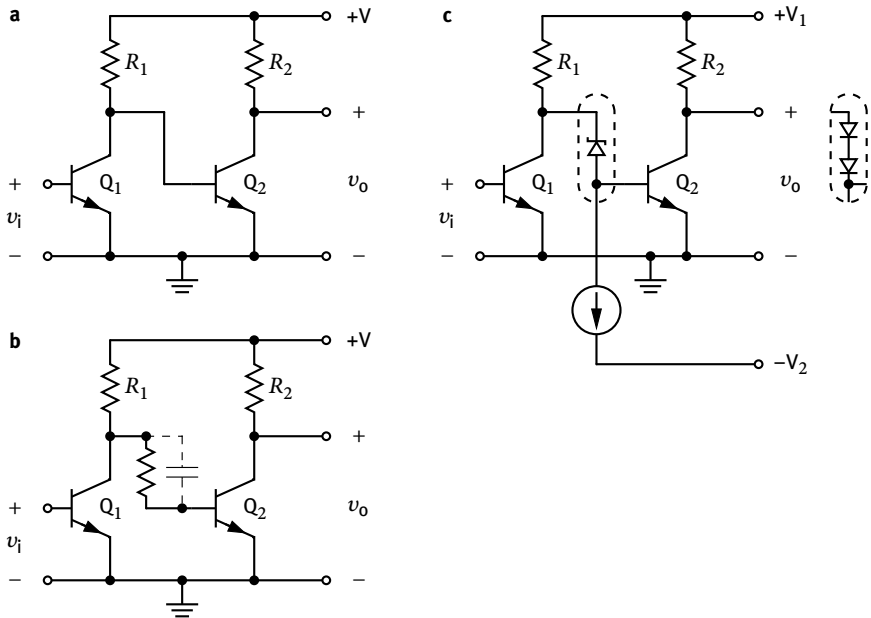 a
+V
R1
R2
+
Q1
Q2
+
vi
vo
−
−
b
+V
R1
R2
+
Q1
Q2
+
vi
vo
−
−
c
+V1
R1
R2
+
Q1
Q2
+
vi
vo
−
−
−V2